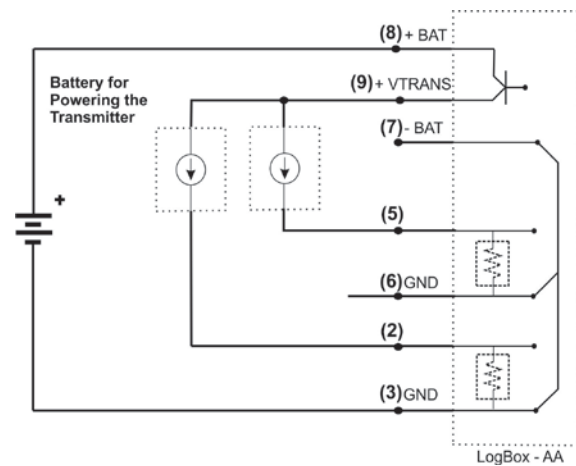 (8) + BAT
Battery for
Powering the
Transmitter
(9) + VTRANS
(7) - BAT
+
(5)
(6) GND
(2)
(3) GND
LogBox - AA